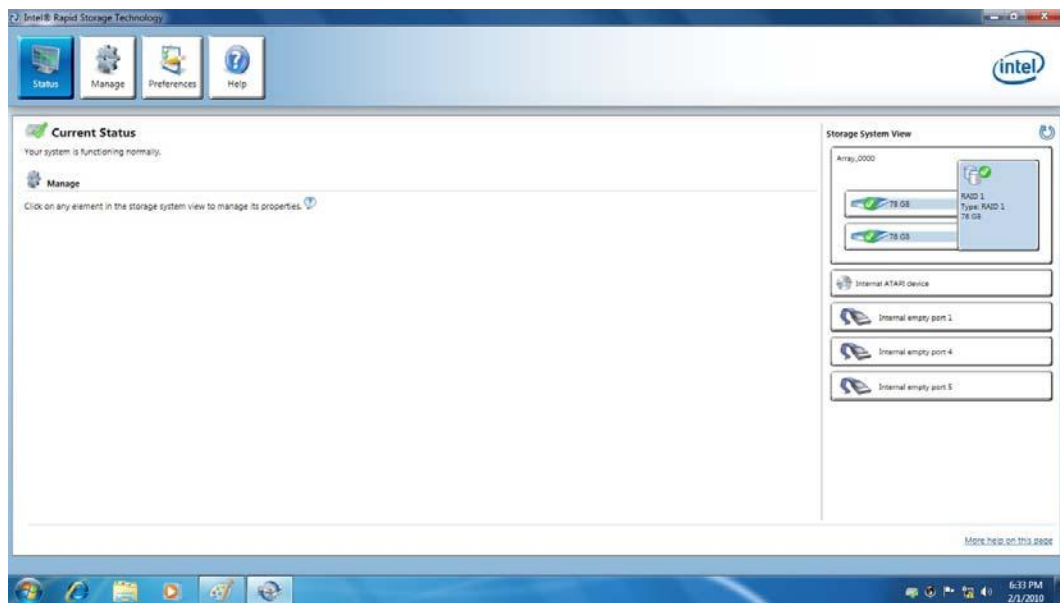 Intel® Rapid Storage Technology
Status
Manage
Preferences
Help
intel
Current Status
Your system is functioning normally.
Manage
Click on any element in the storage system view to manage its properties.
Storage System View
Array_0000
78 GB
78 GB
RAID 1
Type: RAID 1
78 GB
Internal ATAPI device
Internal empty port 1
Internal empty port 4
Internal empty port 5
More help on this page
6:33 PM
2/1/2010